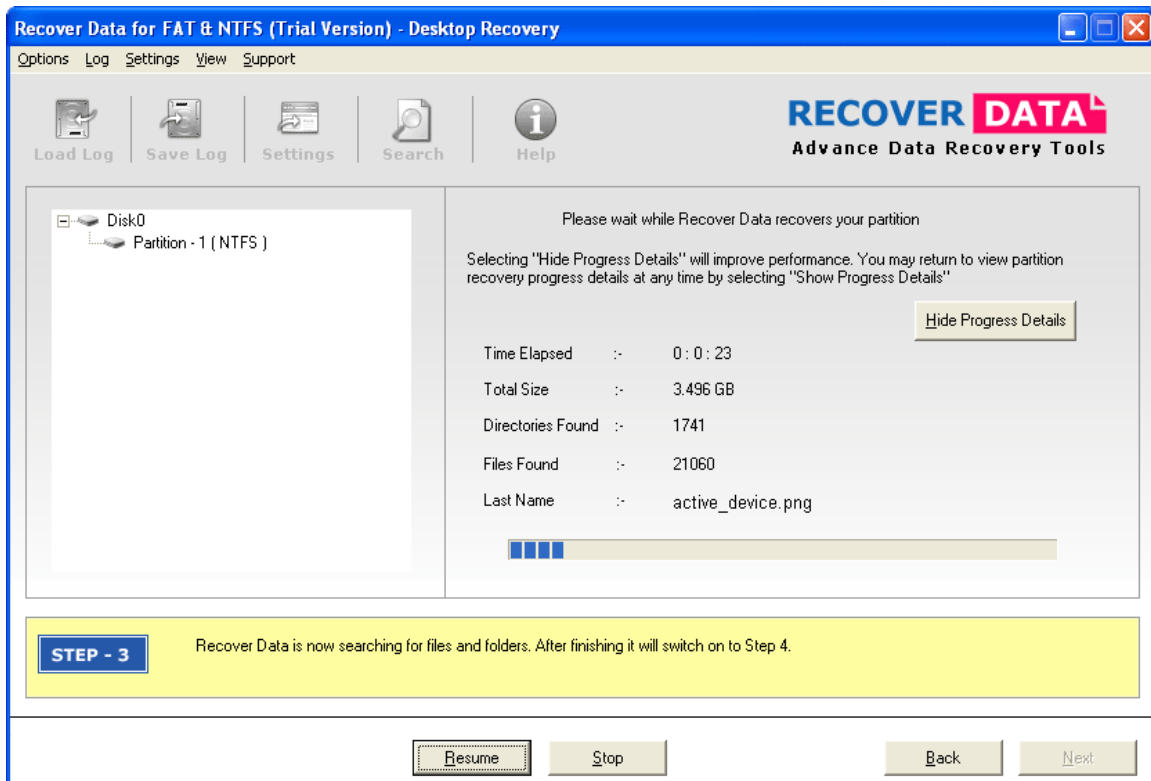 Recover Data for FAT & NTFS (Trial Version) - Desktop Recovery
Options Log Settings View Support
Load Log Save Log Settings Search Help
RECOVER DATA
Advance Data Recovery Tools
Disk0
Partition - 1 ( NTFS )
Please wait while Recover Data recovers your partition
Selecting "Hide Progress Details" will improve performance. You may return to view partition
recovery progress details at any time by selecting "Show Progress Details"
Hide Progress Details
Time Elapsed :- 0 : 0 : 23
Total Size :- 3.496 GB
Directories Found :- 1741
Files Found :- 21060
Last Name :- active_device.png
STEP - 3
Recover Data is now searching for files and folders. After finishing it will switch on to Step 4.
Resume Stop Back Next